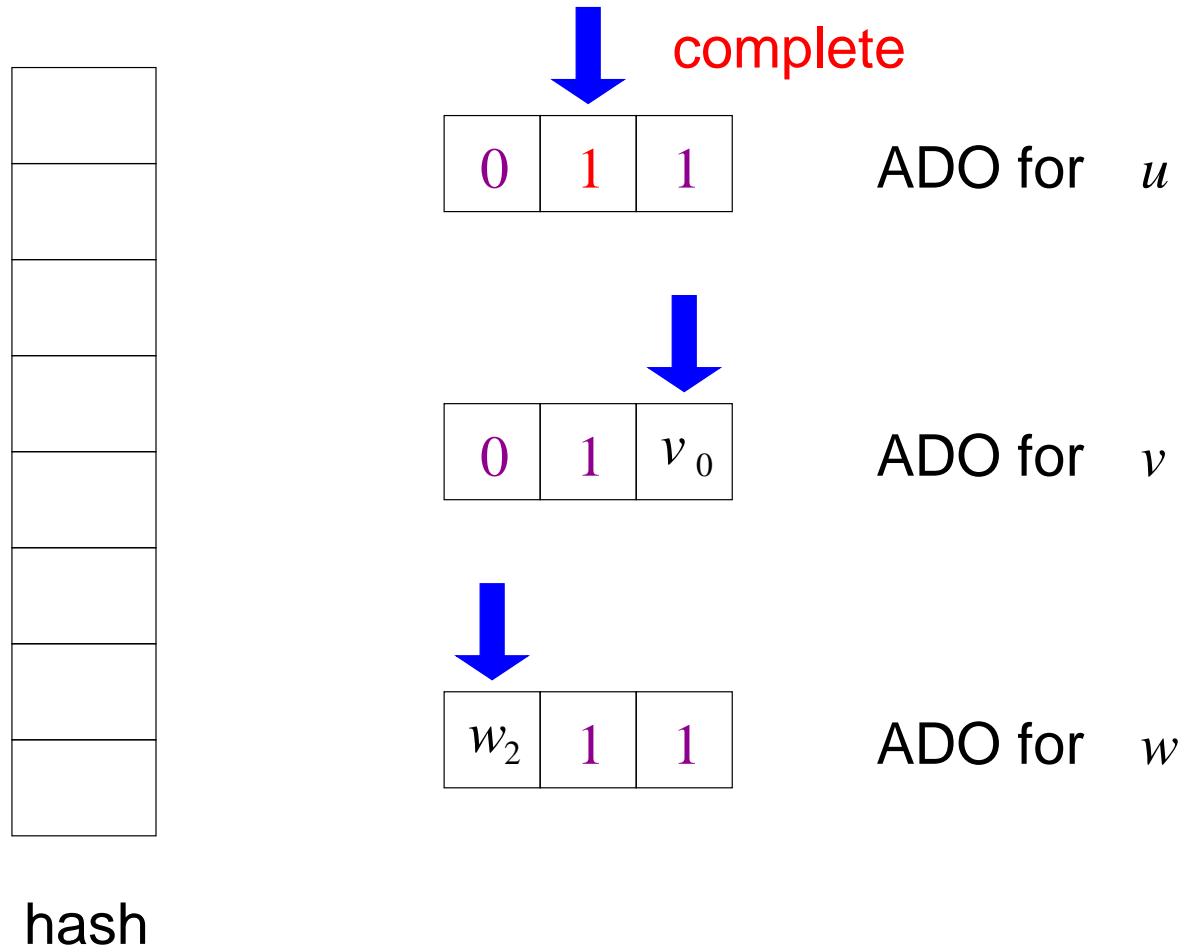 complete
0 1 1 ADO for u
0 1 v₀ ADO for v
w₂ 1 1 ADO for w
hash